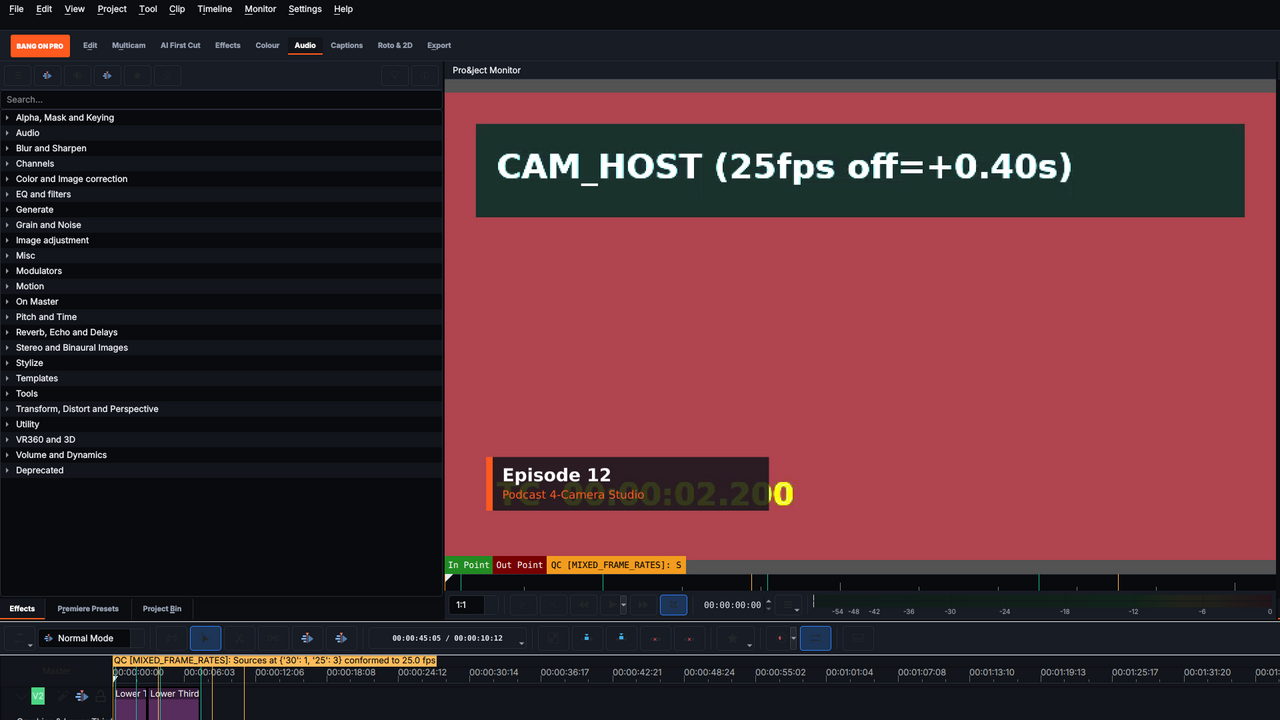 File Edit View Project Tool Clip Timeline Monitor Settings Help
BANG ON PRO Edit Multicam AI First Cut Effects Colour Audio Captions Roto & 2D Export
Pro&ject Monitor
Search...
Alpha, Mask and Keying
Audio
Blur and Sharpen
Channels
Color and Image correction
EQ and filters
Generate
Grain and Noise
Image adjustment
Misc
Modulators
Motion
On Master
Pitch and Time
Reverb, Echo and Delays
Stereo and Binaural Images
Stylize
Templates
Tools
Transform, Distort and Perspective
Utility
VR360 and 3D
Volume and Dynamics
Deprecated
CAM_HOST (25fps off=+0.40s)
Episode 12
Podcast 4-Camera Studio
TC 00:00:02.200
In Point Out Point QC [MIXED_FRAME_RATES]: S
1:1 00:00:00:00 -54 -48 -42 -36 -30 -24 -18 -12 -6 0
Effects Premiere Presets Project Bin
Normal Mode 00:00:45:05 / 00:00:10:12
QC [MIXED_FRAME_RATES]: Sources at {'30': 1, '25': 3} conformed to 25.0 fps
Master 00:00:00:00 00:00:06:03 00:00:12:06 00:00:18:08 00:00:24:12 00:00:30:14 00:00:36:17 00:00:42:21 00:00:48:23 00:00:55:02 00:01:01:04 00:01:07:08 00:01:13:10 00:01:19:13 00:01:25:17 00:01:31:20
V2 Lower T Lower Third